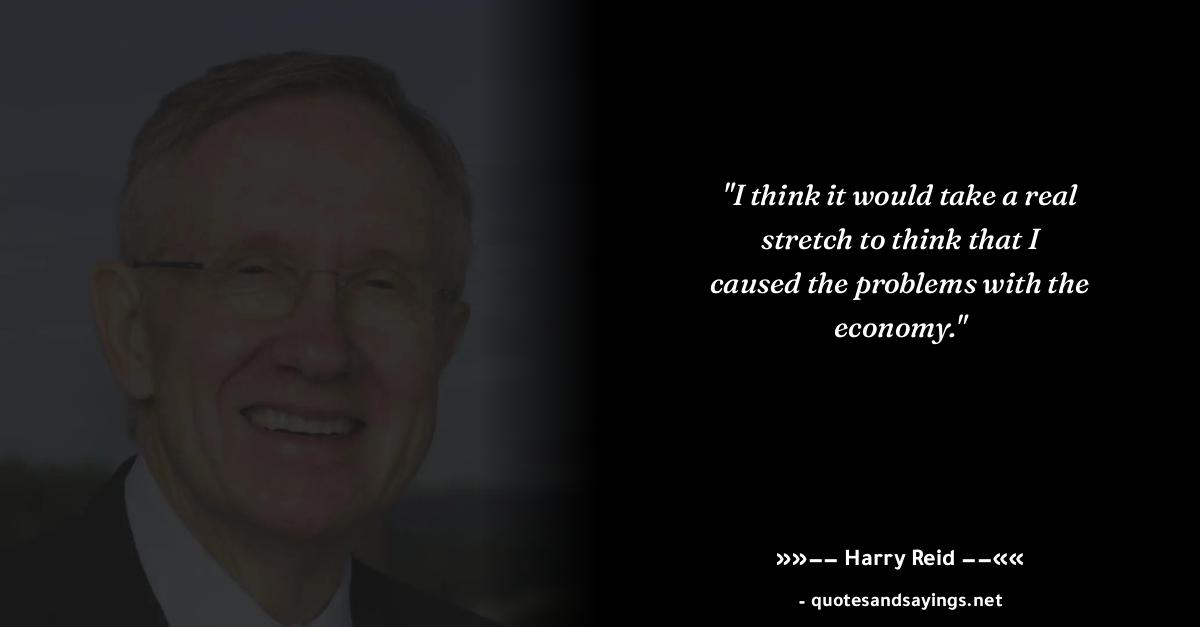 "I think it would take a real
stretch to think that I
caused the problems with the
economy."
»»–– Harry Reid ––««
- quotesandsayings.net